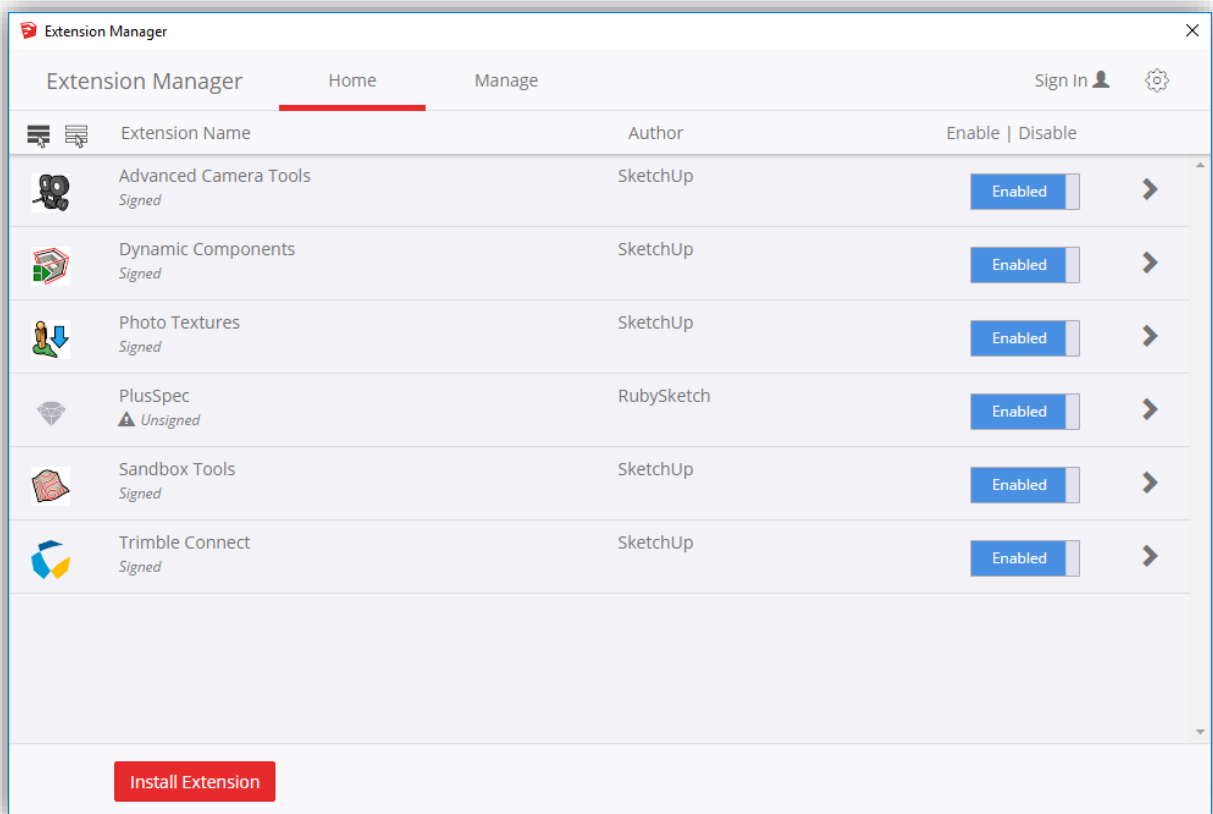 Extension Manager
Extension Manager Home Manage Sign In
Extension Name Author Enable | Disable
Advanced Camera Tools SketchUp
Signed Enabled
Dynamic Components SketchUp
Signed Enabled
Photo Textures SketchUp
Signed Enabled
PlusSpec RubySketch
Unsigned Enabled
Sandbox Tools SketchUp
Signed Enabled
Trimble Connect SketchUp
Signed Enabled
Install Extension